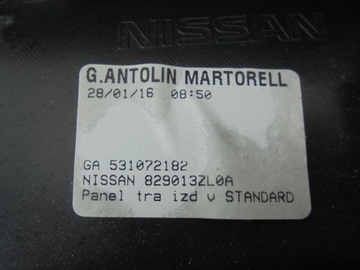 NISSAN
G.ANTOLIN MARTORELL
28/01/16 08:50
GA 531072182
NISSAN 829013ZL0A
Panel tra izd v STANDARD